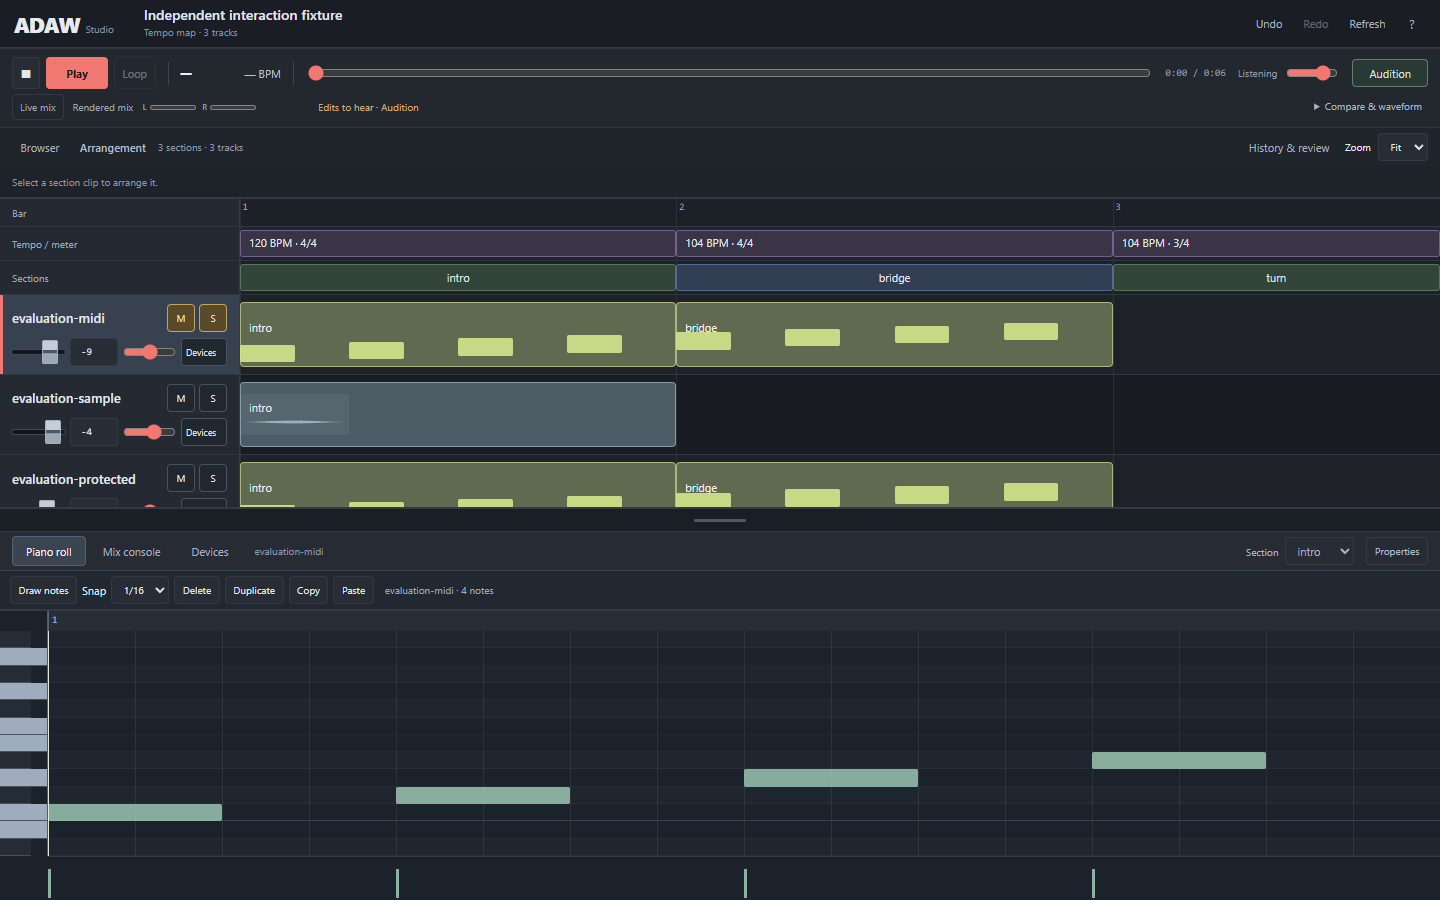 ADAW Studio
Independent interaction fixture
Tempo map · 3 tracks
Undo Redo Refresh ?
Play Loop — — BPM 0:00 / 0:06 Listening Audition
Live mix Rendered mix L R Edits to hear · Audition Compare & waveform
Browser Arrangement 3 sections · 3 tracks History & review Zoom Fit
Select a section clip to arrange it.
Bar 1 2 3
Tempo / meter 120 BPM · 4/4 104 BPM · 4/4 104 BPM · 3/4
Sections intro bridge turn
evaluation-midi M S intro bridge
-9 Devices
evaluation-sample M S intro
-4 Devices
evaluation-protected M S intro bridge
Piano roll Mix console Devices evaluation-midi Section intro Properties
Draw notes Snap 1/16 Delete Duplicate Copy Paste evaluation-midi · 4 notes
1